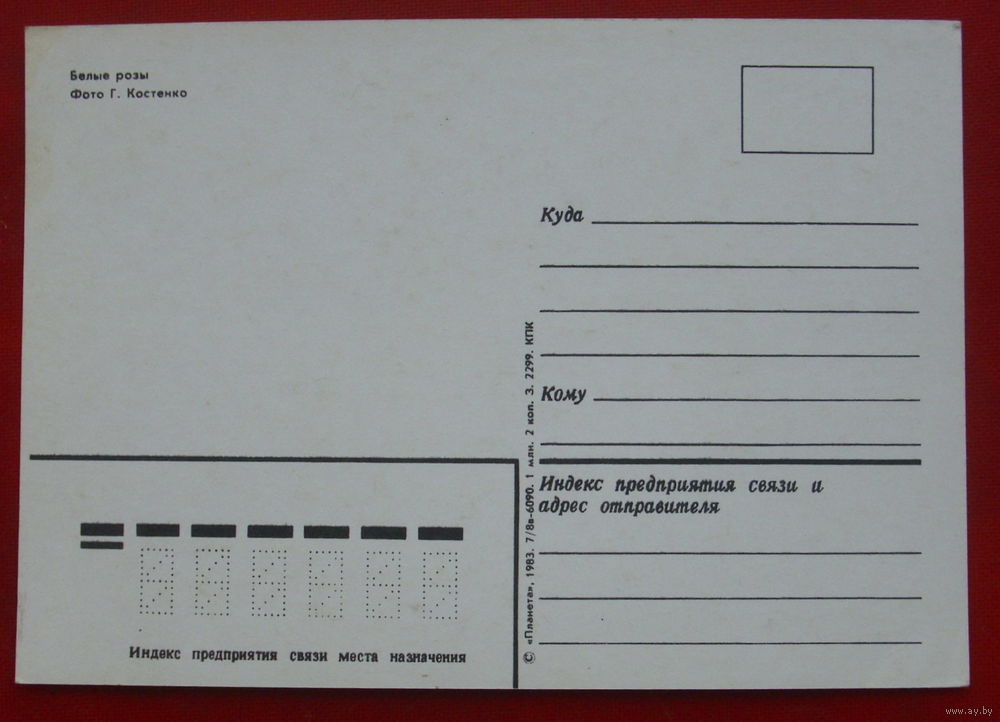 Белые розы
Фото Г. Костенко
Куда
Кому
Индекс предприятия связи и
адрес отправителя
© «Планета», 1983. 7/8в-6090. 1 млн. 2 коп. З. 2299. КПК
Индекс предприятия связи места назначения
www.ay.by